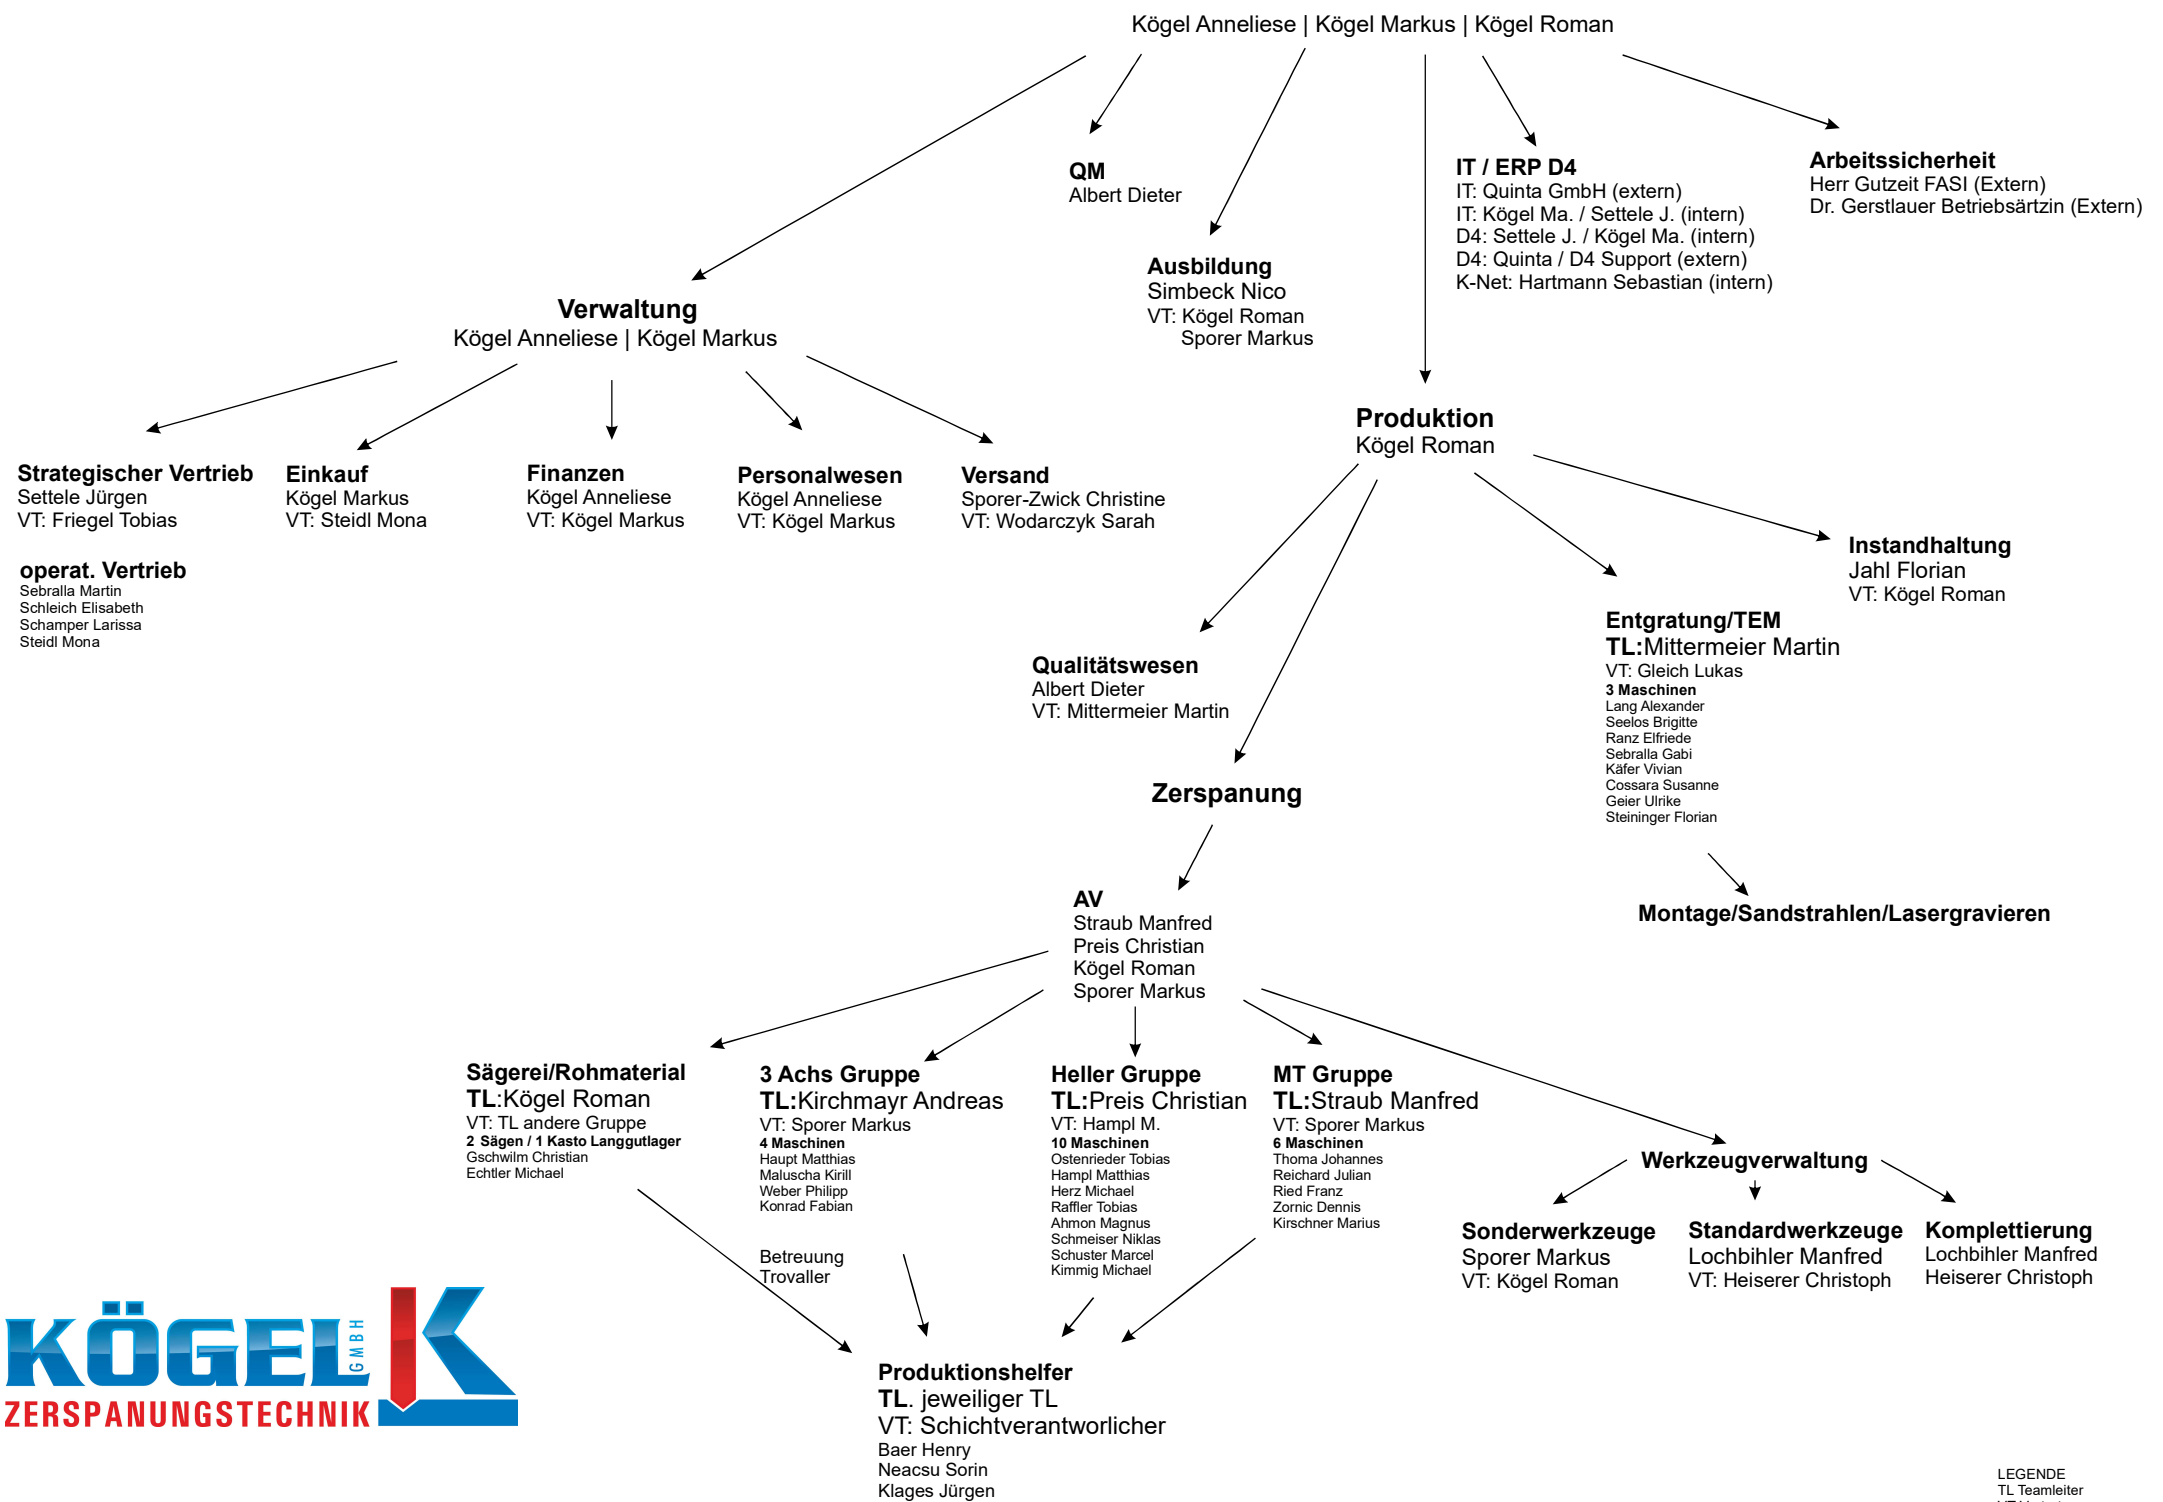 Kögel Anneliese | Kögel Markus | Kögel Roman
QM
Albert Dieter
IT / ERP D4
IT: Quinta GmbH (extern)
IT: Kögel Ma. / Settele J. (intern)
D4: Settele J. / Kögel Ma. (intern)
D4: Quinta / D4 Support (extern)
K-Net: Hartmann Sebastian (intern)
Arbeitssicherheit
Herr Gutzeit FASI (Extern)
Dr. Gerstlauer Betriebsärtzin (Extern)
Ausbildung
Simbeck Nico
VT: Kögel Roman
Sporer Markus
Verwaltung
Kögel Anneliese | Kögel Markus
Strategischer Vertrieb
Settele Jürgen
VT: Friegel Tobias
operat. Vertrieb
Sebralla Martin
Schleich Elisabeth
Schamper Larissa
Steidl Mona
Einkauf
Kögel Markus
VT: Steidl Mona
Finanzen
Kögel Anneliese
VT: Kögel Markus
Personalwesen
Kögel Anneliese
VT: Kögel Markus
Versand
Sporer-Zwick Christine
VT: Wodarczyk Sarah
Produktion
Kögel Roman
Qualitätswesen
Albert Dieter
VT: Mittermeier Martin
Instandhaltung
Jahl Florian
VT: Kögel Roman
Entgratung/TEM
TL:Mittermeier Martin
VT: Gleich Lukas
3 Maschinen
Lang Alexander
Seelos Brigitte
Ranz Elfriede
Sebralla Gabi
Käfer Vivian
Cossara Susanne
Geier Ulrike
Steininger Florian
Montage/Sandstrahlen/Lasergravieren
Zerspanung
AV
Straub Manfred
Preis Christian
Kögel Roman
Sporer Markus
Sägerei/Rohmaterial
TL:Kögel Roman
VT: TL andere Gruppe
2 Sägen / 1 Kasto Langgutlager
Gschwilm Christian
Echtler Michael
3 Achs Gruppe
TL:Kirchmayr Andreas
VT: Sporer Markus
4 Maschinen
Haupt Matthias
Maluscha Kirill
Weber Philipp
Konrad Fabian
Betreuung
Trovaller
Heller Gruppe
TL:Preis Christian
VT: Hampl M.
10 Maschinen
Ostenrieder Tobias
Hampl Matthias
Herz Michael
Raffler Tobias
Ahmon Magnus
Schmeiser Niklas
Schuster Marcel
Kimmig Michael
MT Gruppe
TL:Straub Manfred
VT: Sporer Markus
6 Maschinen
Thoma Johannes
Reichard Julian
Ried Franz
Zornic Dennis
Kirschner Marius
Werkzeugverwaltung
Sonderwerkzeuge
Sporer Markus
VT: Kögel Roman
Standardwerkzeuge
Lochbihler Manfred
VT: Heiserer Christoph
Komplettierung
Lochbihler Manfred
Heiserer Christoph
Produktionshelfer
TL. jeweiliger TL
VT: Schichtverantworlicher
Baer Henry
Neacsu Sorin
Klages Jürgen
KÖGEL GMBH K
ZERSPANUNGSTECHNIK
LEGENDE
TL Teamleiter